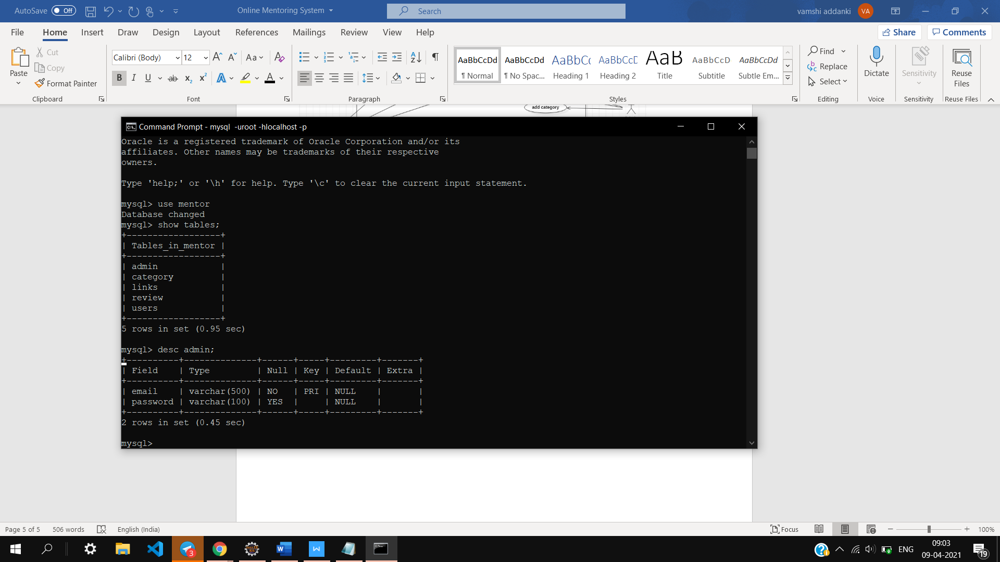 AutoSave Off
Online Mentoring System
Search
vamshi addanki VA
File Home Insert Draw Design Layout References Mailings Review View Help
Share Comments
Paste
Cut
Copy
Format Painter
Clipboard
Calibri (Body) 12
Font
Paragraph
AaBbCcDd AaBbCcDd AaBbCc AaBbCcD AaB AaBbCcD AaBbCcDd
¶ Normal ¶ No Spac... Heading 1 Heading 2 Title Subtitle Subtle Em...
Styles
Find
Replace
Select
Editing
Dictate
Voice
Sensitivity
Sensitivity
Reuse
Files
Reuse Files
add category
Command Prompt - mysql  -uroot -hlocalhost -p
Oracle is a registered trademark of Oracle Corporation and/or its
affiliates. Other names may be trademarks of their respective
owners.
Type 'help;' or '\h' for help. Type '\c' to clear the current input statement.
mysql> use mentor
Database changed
mysql> show tables;
+------------------+
| Tables_in_mentor |
+------------------+
| admin            |
| category         |
| links            |
| review           |
| users            |
+------------------+
5 rows in set (0.95 sec)
mysql> desc admin;
+----------+--------------+------+-----+---------+-------+
| Field    | Type         | Null | Key | Default | Extra |
+----------+--------------+------+-----+---------+-------+
| email    | varchar(500) | NO   | PRI | NULL    |       |
| password | varchar(100) | YES  |     | NULL    |       |
+----------+--------------+------+-----+---------+-------+
2 rows in set (0.45 sec)
mysql>
Page 5 of 5 506 words English (India)
Focus 100%
3
ENG
09:03
09-04-2021
19